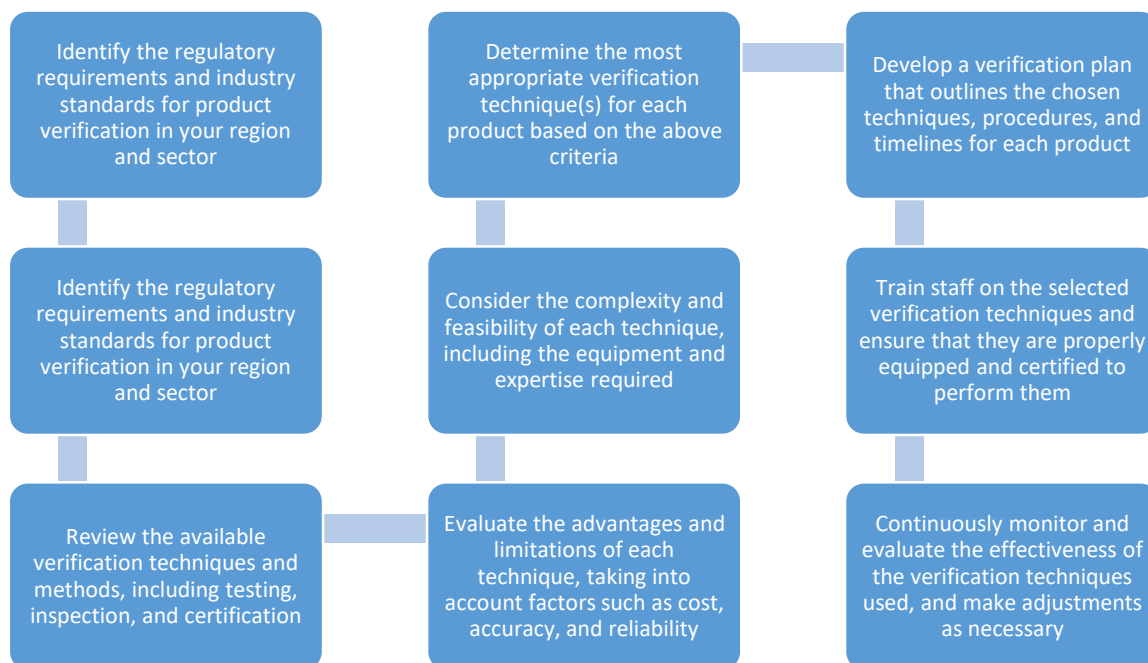 Identify the regulatory
requirements and industry
standards for product
verification in your region
and sector
Identify the regulatory
requirements and industry
standards for product
verification in your region
and sector
Review the available
verification techniques and
methods, including testing,
inspection, and certification
Evaluate the advantages and
limitations of each
technique, taking into
account factors such as cost,
accuracy, and reliability
Consider the complexity and
feasibility of each technique,
including the equipment and
expertise required
Determine the most
appropriate verification
technique(s) for each
product based on the above
criteria
Develop a verification plan
that outlines the chosen
techniques, procedures, and
timelines for each product
Train staff on the selected
verification techniques and
ensure that they are properly
equipped and certified to
perform them
Continuously monitor and
evaluate the effectiveness of
the verification techniques
used, and make adjustments
as necessary